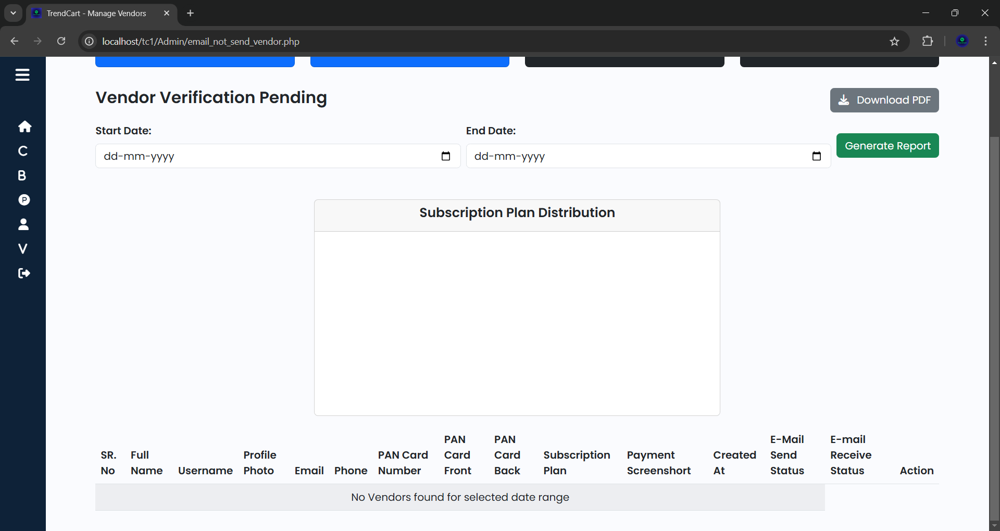 TrendCart - Manage Vendors
localhost/tc1/Admin/email_not_send_vendor.php
Vendor Verification Pending
Download PDF
Start Date:
End Date:
dd-mm-yyyy
dd-mm-yyyy
Generate Report
C
B
P
V
Subscription Plan Distribution
SR. No
Full Name
Username
Profile Photo
Email
Phone
PAN Card Number
PAN Card Front
PAN Card Back
Subscription Plan
Payment Screenshort
Created At
E-Mail Send Status
E-mail Receive Status
Action
No Vendors found for selected date range